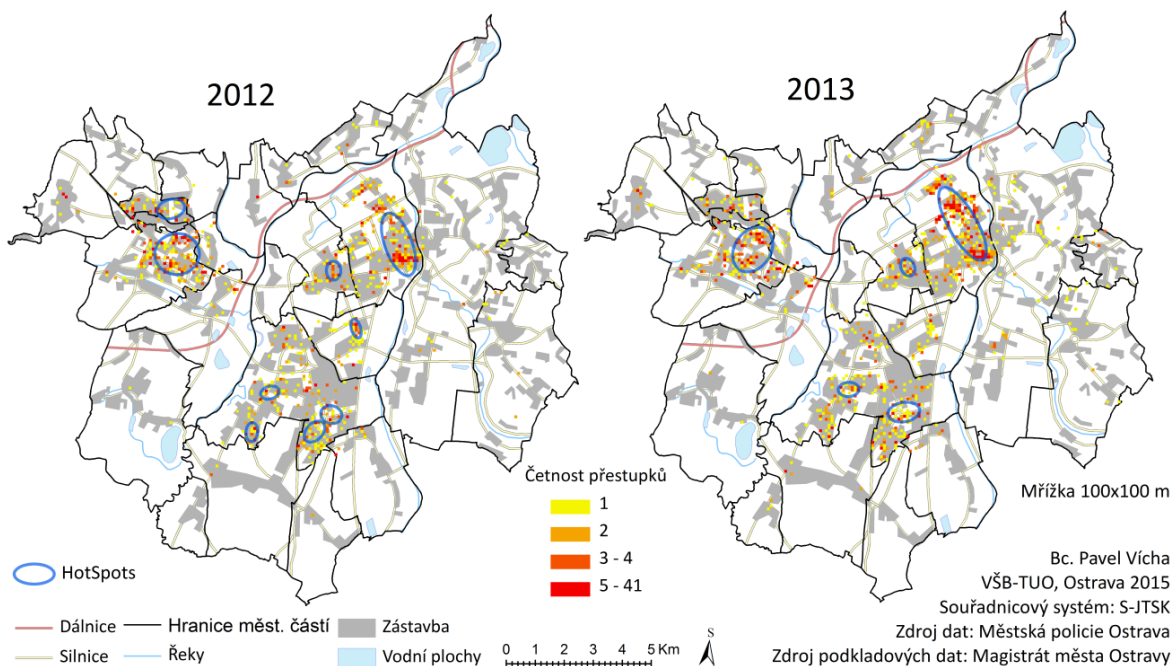 2012
2013
Četnost přestupků
1
2
3 - 4
5 - 41
Mřížka 100x100 m
HotSpots
Dálnice
Hranice měst. částí
Zástavba
Silnice
Řeky
Vodní plochy
0 1 2 3 4 5 Km
S
Bc. Pavel Vícha
VŠB-TUO, Ostrava 2015
Souřadnicový systém: S-JTSK
Zdroj dat: Městská policie Ostrava
Zdroj podkladových dat: Magistrát města Ostravy